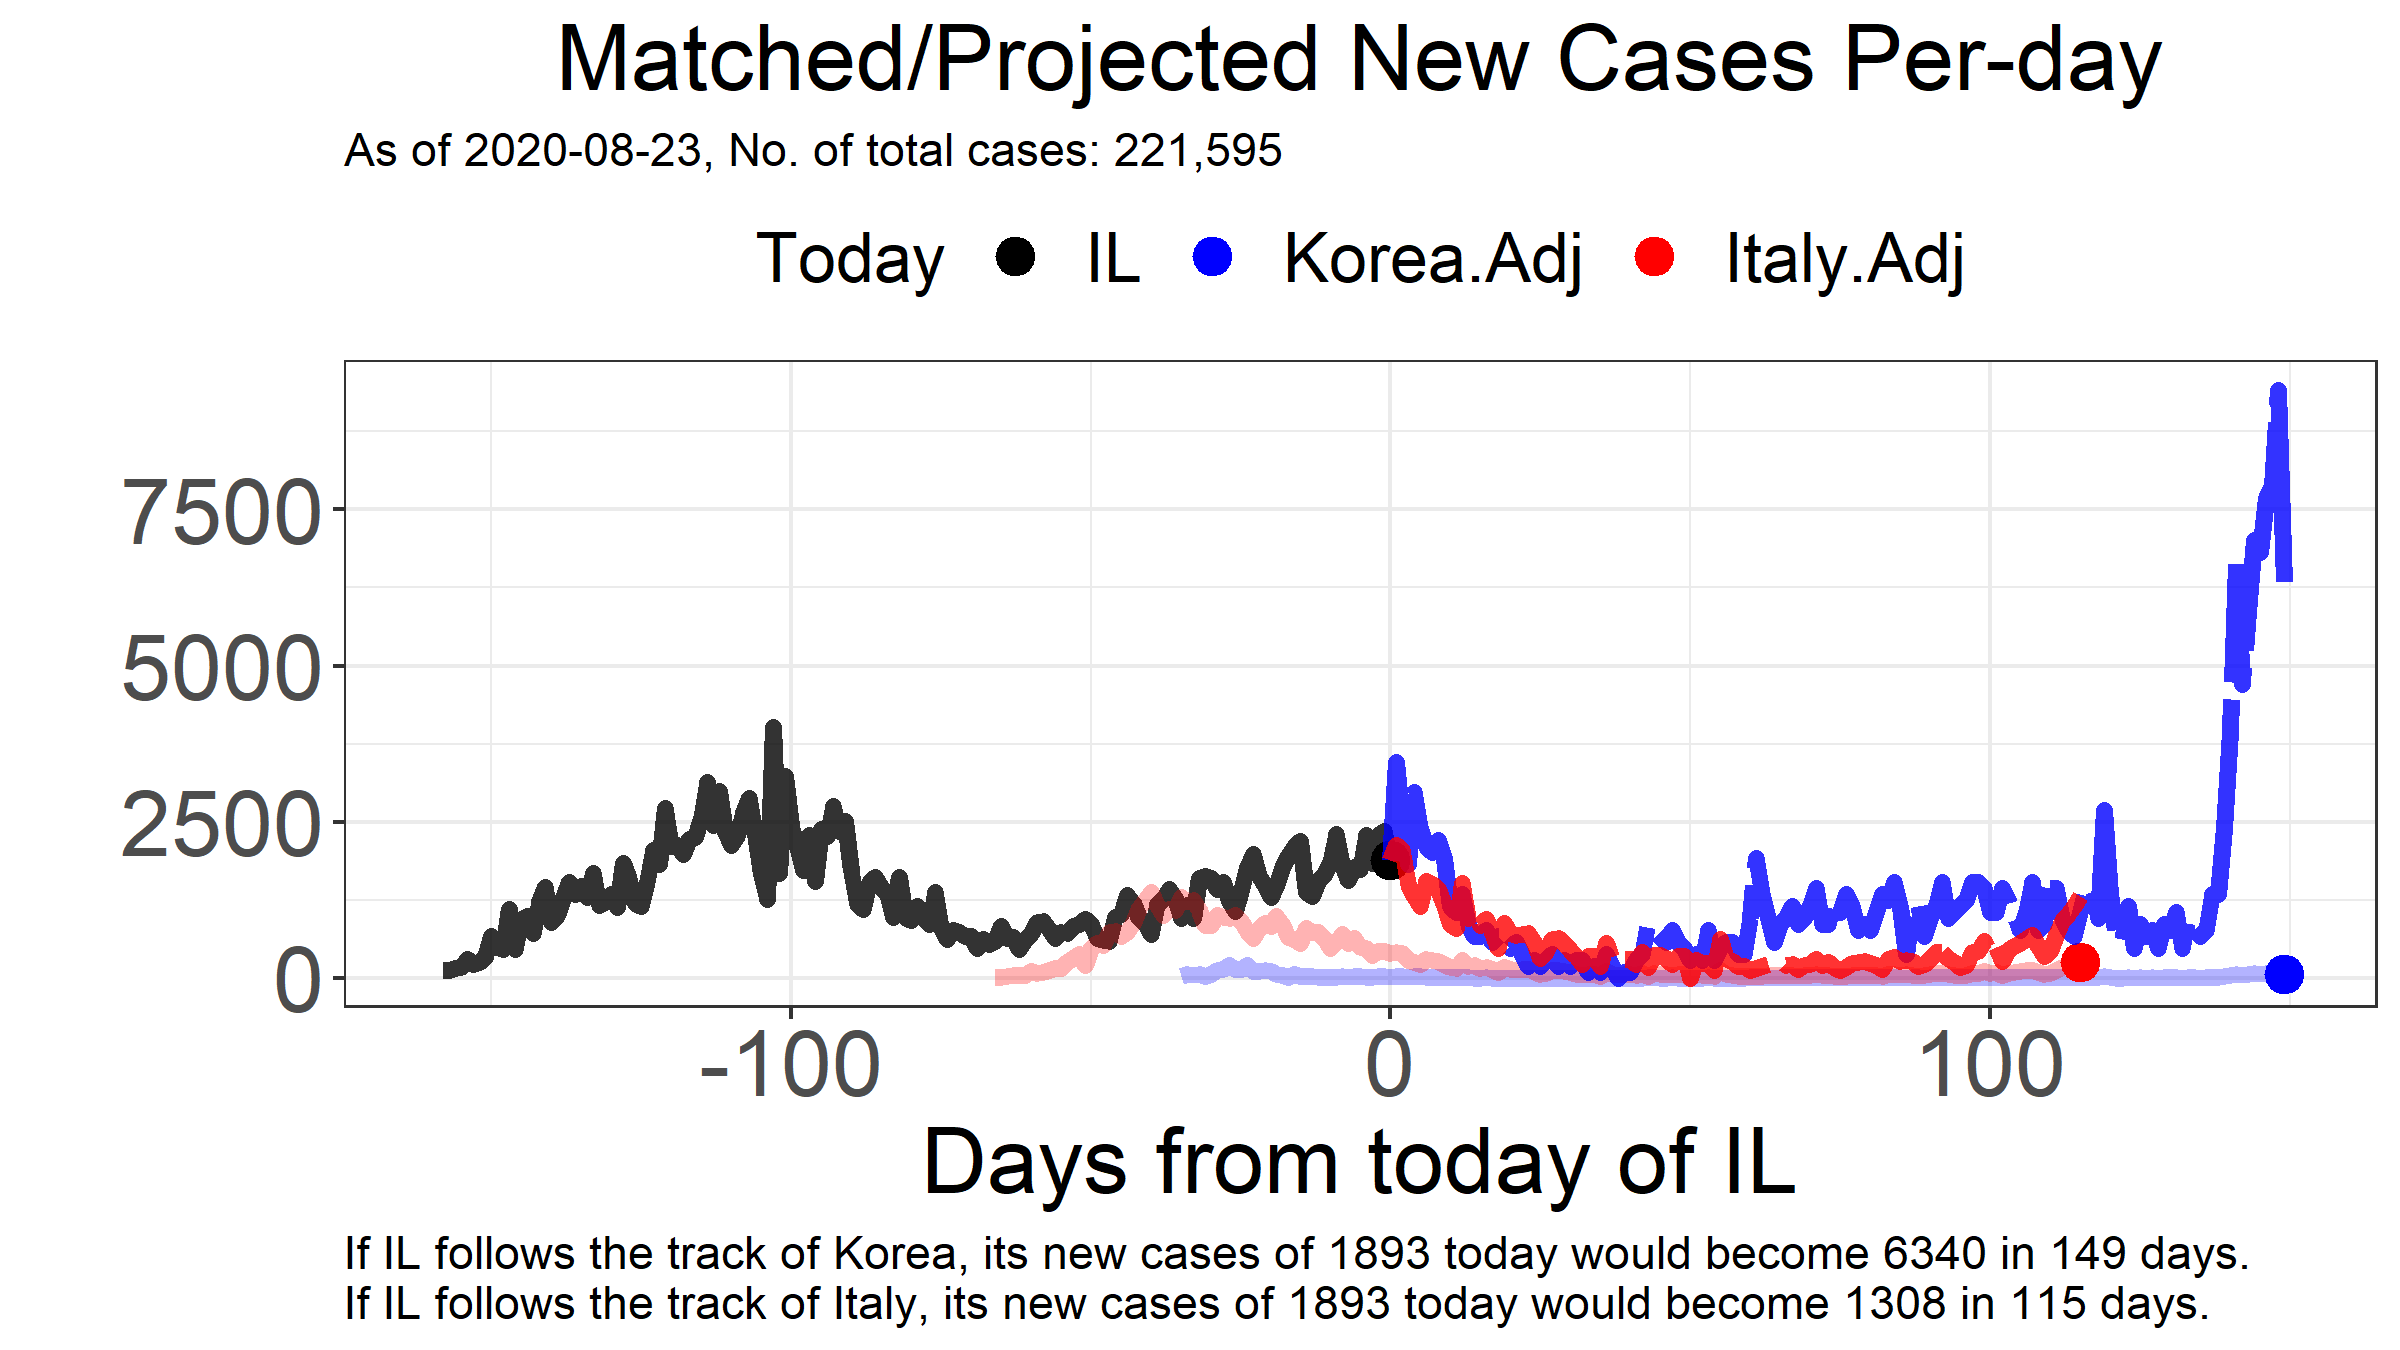 Matched/Projected New Cases Per-day
As of 2020-08-23, No. of total cases: 221,595
Today IL Korea.Adj Italy.Adj
7500
5000
2500
0
-100 0 100
Days from today of IL
If IL follows the track of Korea, its new cases of 1893 today would become 6340 in 149 days.
If IL follows the track of Italy, its new cases of 1893 today would become 1308 in 115 days.